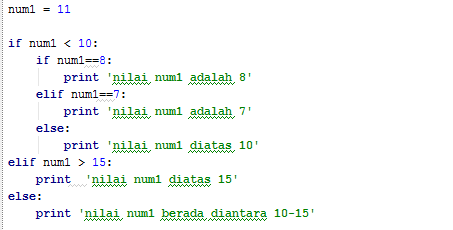 num1 = 11
if num1 < 10:
    if num1==8:
        print 'nilai num1 adalah 8'
    elif num1==7:
        print 'nilai num1 adalah 7'
    else:
        print 'nilai num1 diatas 10'
elif num1 > 15:
    print  'nilai num1 diatas 15'
else:
    print 'nilai num1 berada diantara 10-15'